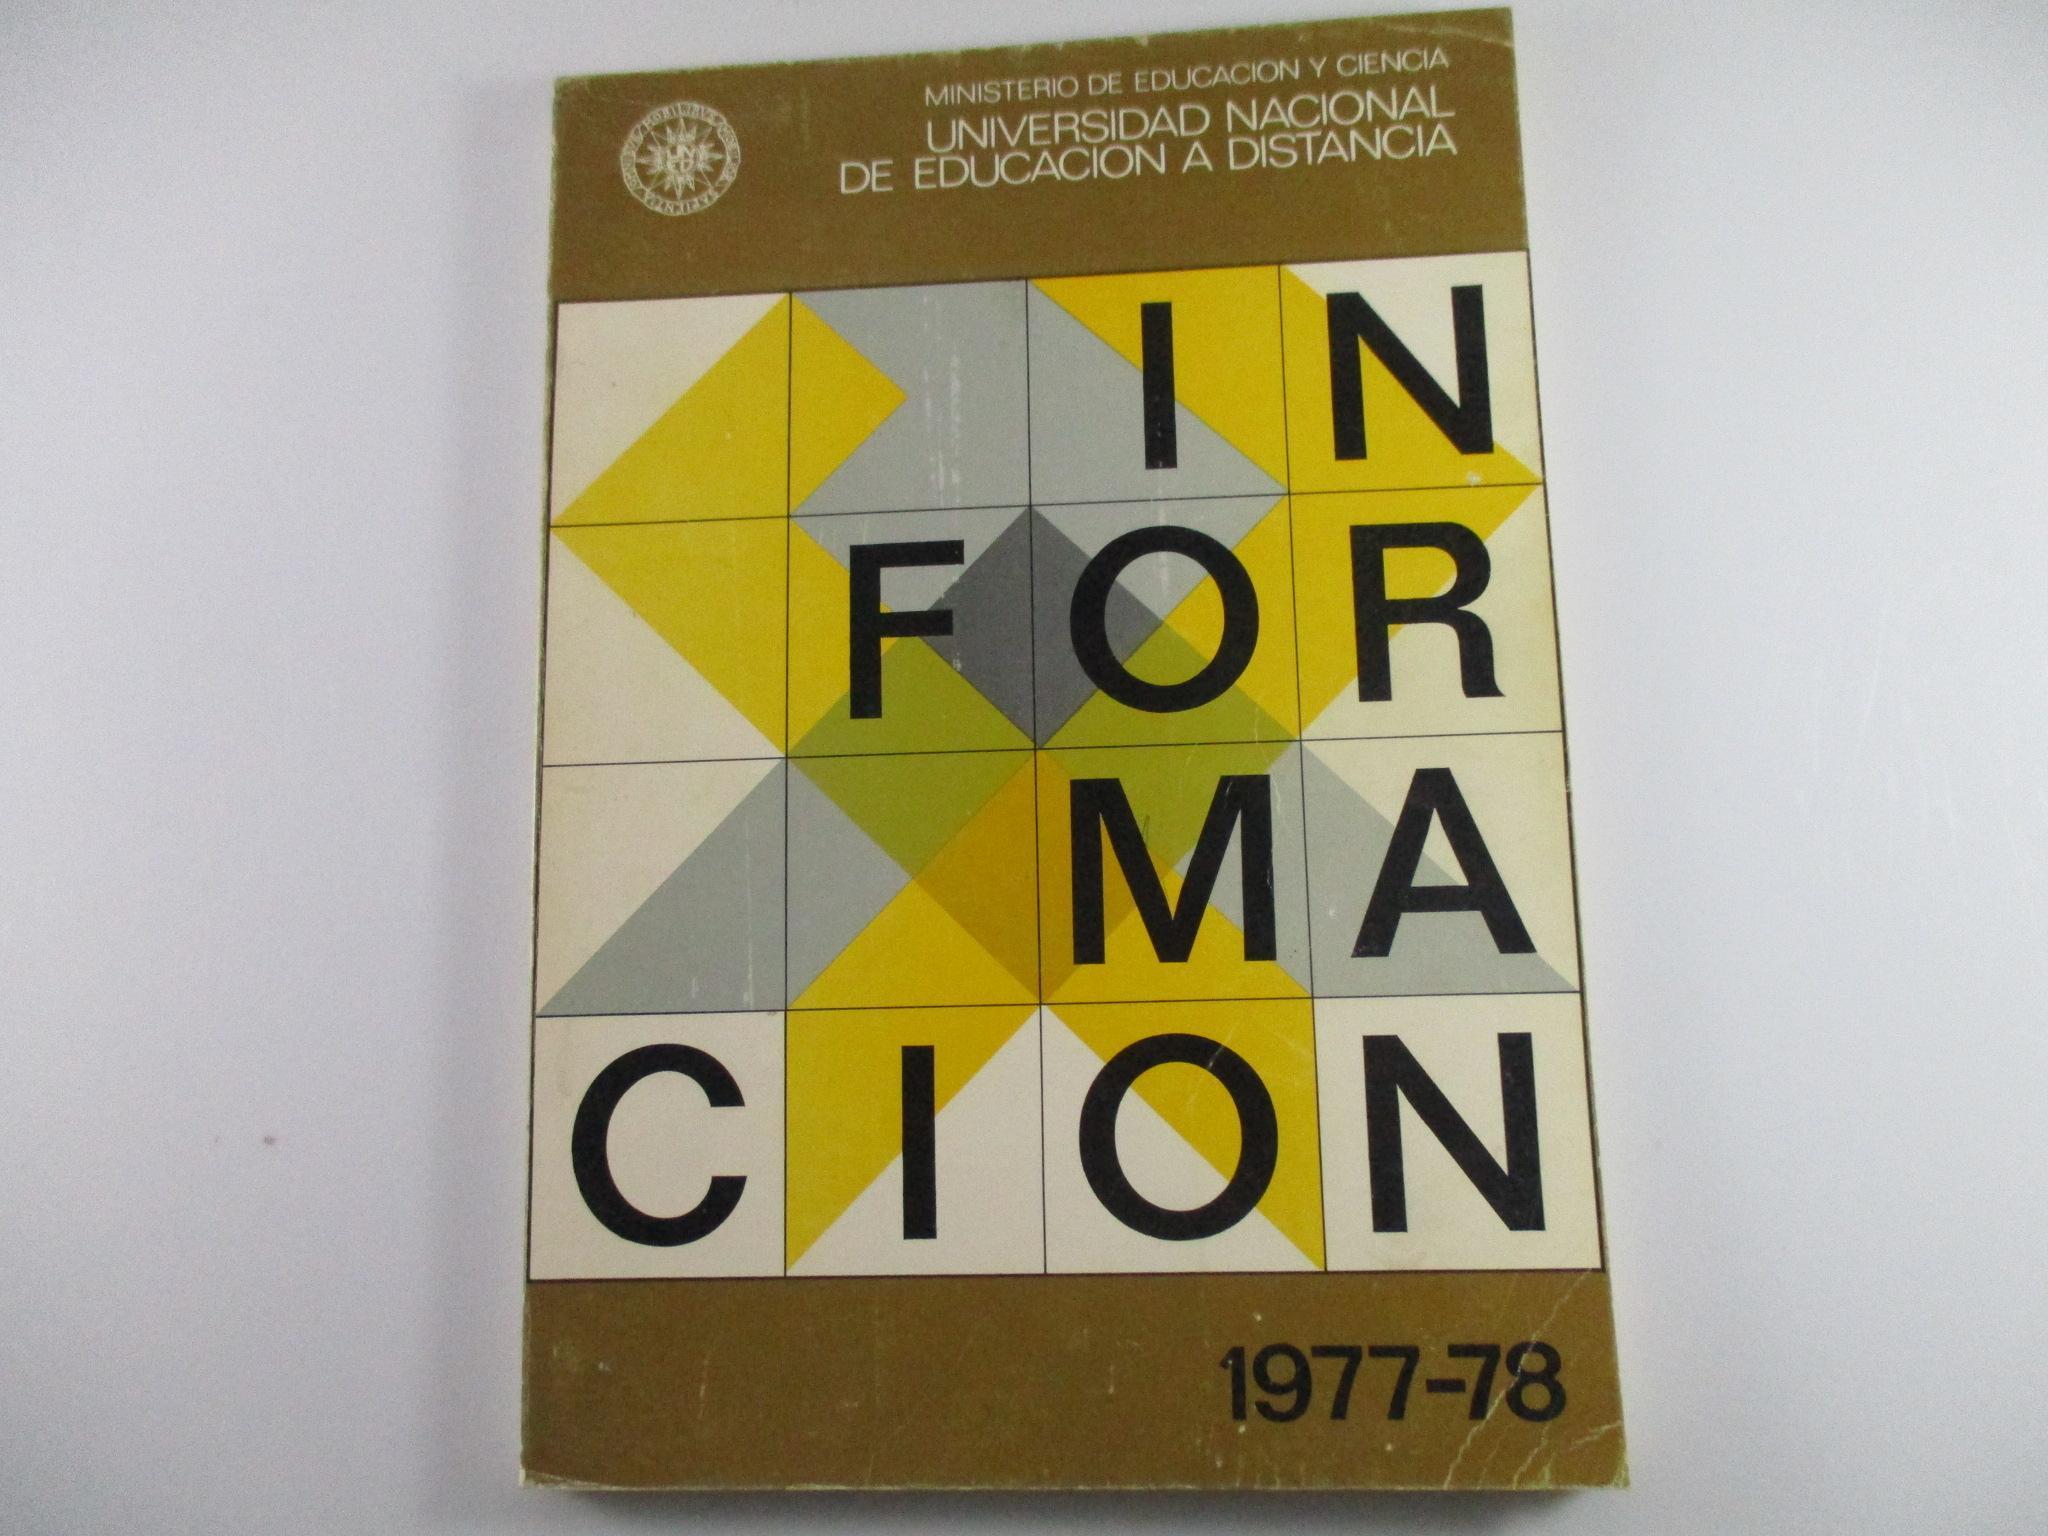 MINISTERIO DE EDUCACION Y CIENCIA
UNIVERSIDAD NACIONAL
DE EDUCACION A DISTANCIA
IN
FOR
MA
CION
1977-78